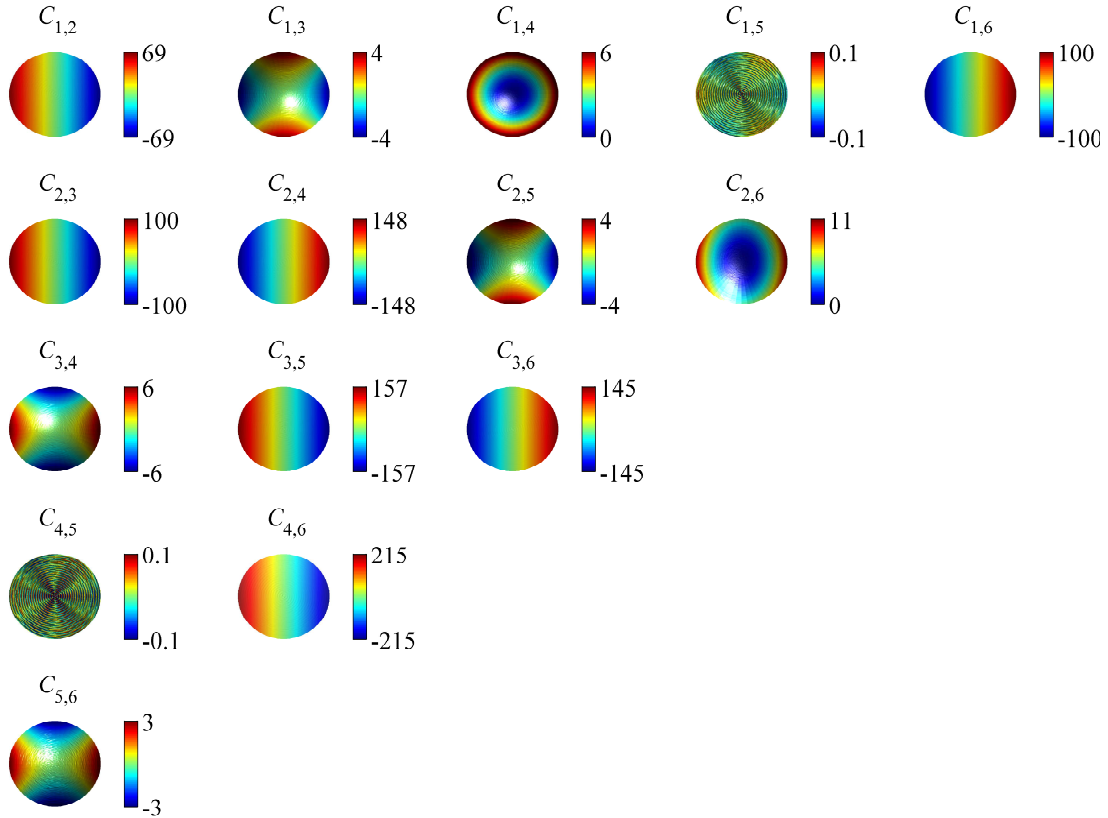 C1,2 C1,3 C1,4 C1,5 C1,6
69 4 6 0.1 100
-69 -4 0 -0.1 -100
C2,3 C2,4 C2,5 C2,6
100 148 4 11
-100 -148 -4 0
C3,4 C3,5 C3,6
6 157 145
-6 -157 -145
C4,5 C4,6
0.1 215
-0.1 -215
C5,6
3
-3